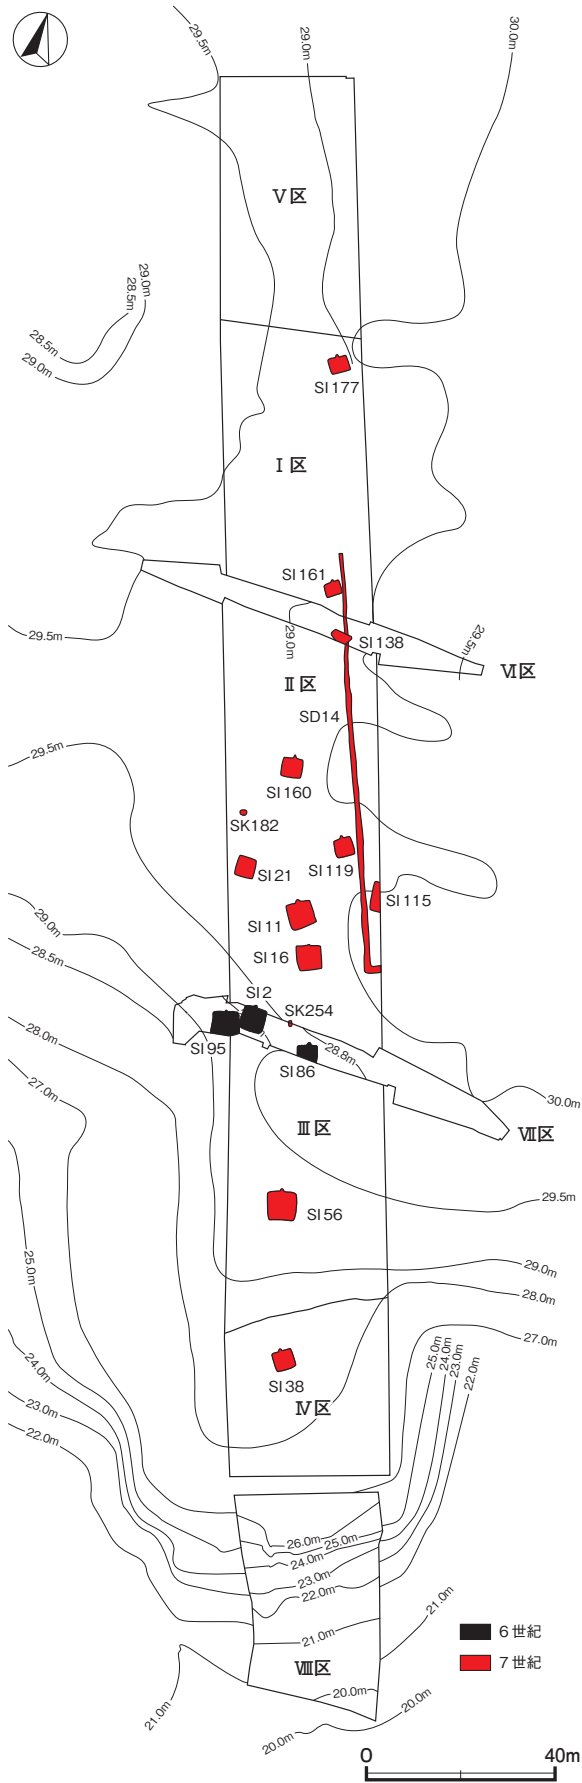 29.5m
29.0m
30.0m
Ⅴ区
29.0m
28.5m
28.5m
29.0m
SI177
Ⅰ区
SI161
29.5m
29.0m
SI138
29.5m
Ⅵ区
Ⅱ区
SD14
29.5m
SI160
SK182
SI119
SI21
SI115
SI11
29.0m
28.5m
SI16
SI2
SK254
28.0m
SI95
SI86
28.8m
27.0m
30.0m
Ⅲ区
Ⅶ区
29.5m
SI56
25.0m
29.0m
28.0m
27.0m
24.0m
25.0m
24.0m
23.0m
22.0m
SI38
23.0m
Ⅳ区
22.0m
26.0m
25.0m
24.0m
23.0m
22.0m
21.0m
21.0m
6世紀
Ⅷ区
7世紀
20.0m
21.0m
20.0m
20.0m
0
40m